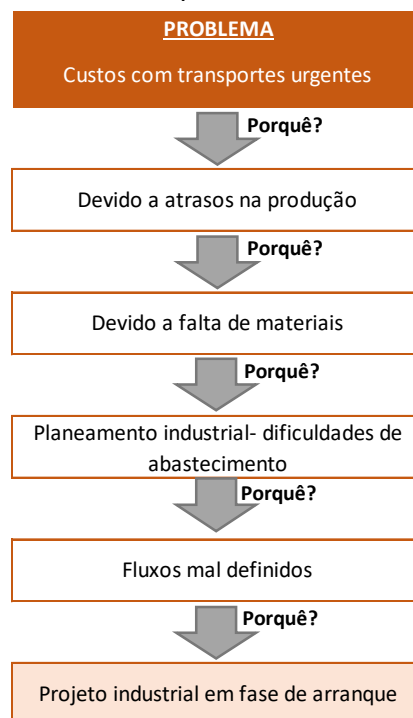 PROBLEMA
Custos com transportes urgentes
Porquê?
Devido a atrasos na produção
Porquê?
Devido a falta de materiais
Porquê?
Planeamento industrial- dificuldades de
abastecimento
Porquê?
Fluxos mal definidos
Porquê?
Projeto industrial em fase de arranque